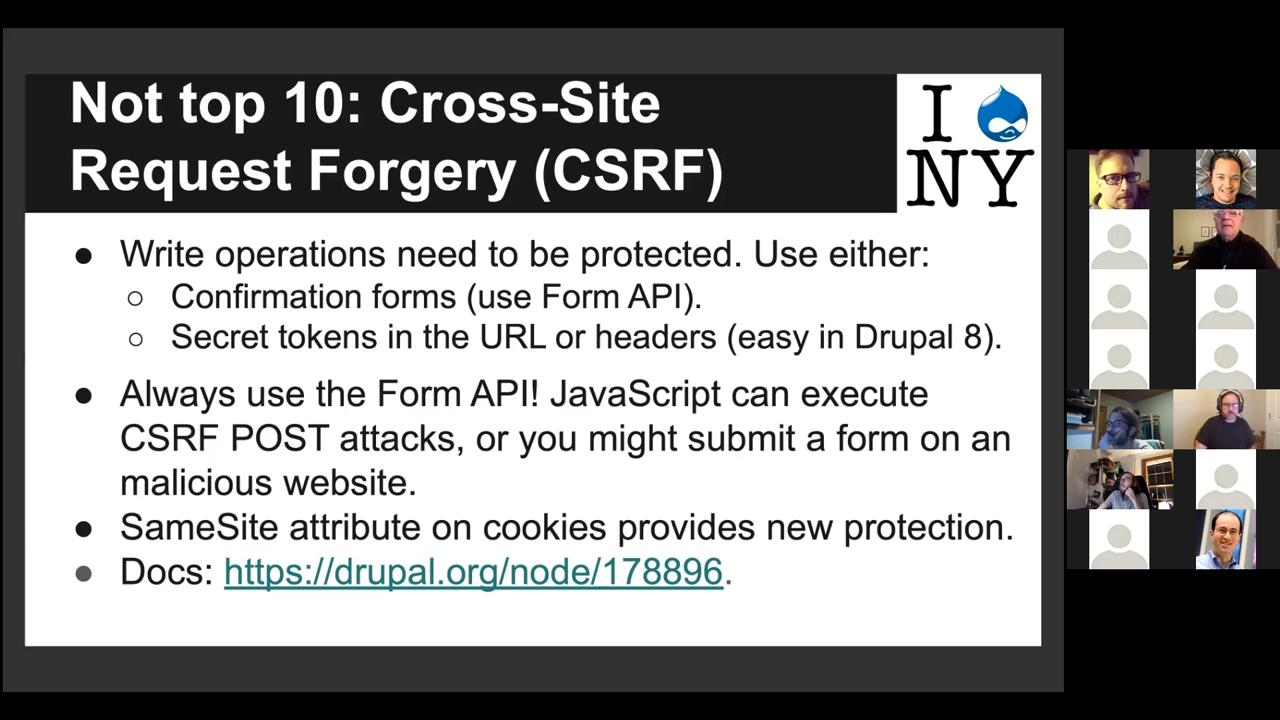 Not top 10: Cross-Site
Request Forgery (CSRF)
I
NY
● Write operations need to be protected. Use either:
○ Confirmation forms (use Form API).
○ Secret tokens in the URL or headers (easy in Drupal 8).
● Always use the Form API! JavaScript can execute
CSRF POST attacks, or you might submit a form on an
malicious website.
● SameSite attribute on cookies provides new protection.
● Docs: https://drupal.org/node/178896.